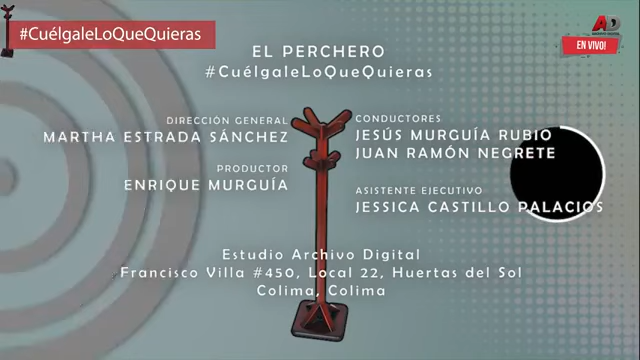 #CuélgaleLoQueQuieras
AD
EN VIVO!
EL PERCHERO
#CuélgaleLoQueQuieras
DIRECCIÓN GENERAL
MARTHA ESTRADA SÁNCHEZ
PRODUCTOR
ENRIQUE MURGUÍA
CONDUCTORES
JESÚS MURGUÍA RUBIO
JUAN RAMÓN NEGRETE
ASISTENTE EJECUTIVO
JESSICA CASTILLO PALACIOS
Estudio Archivo Digital
Francisco Villa #450, Local 22, Huertas del Sol
Colima, Colima